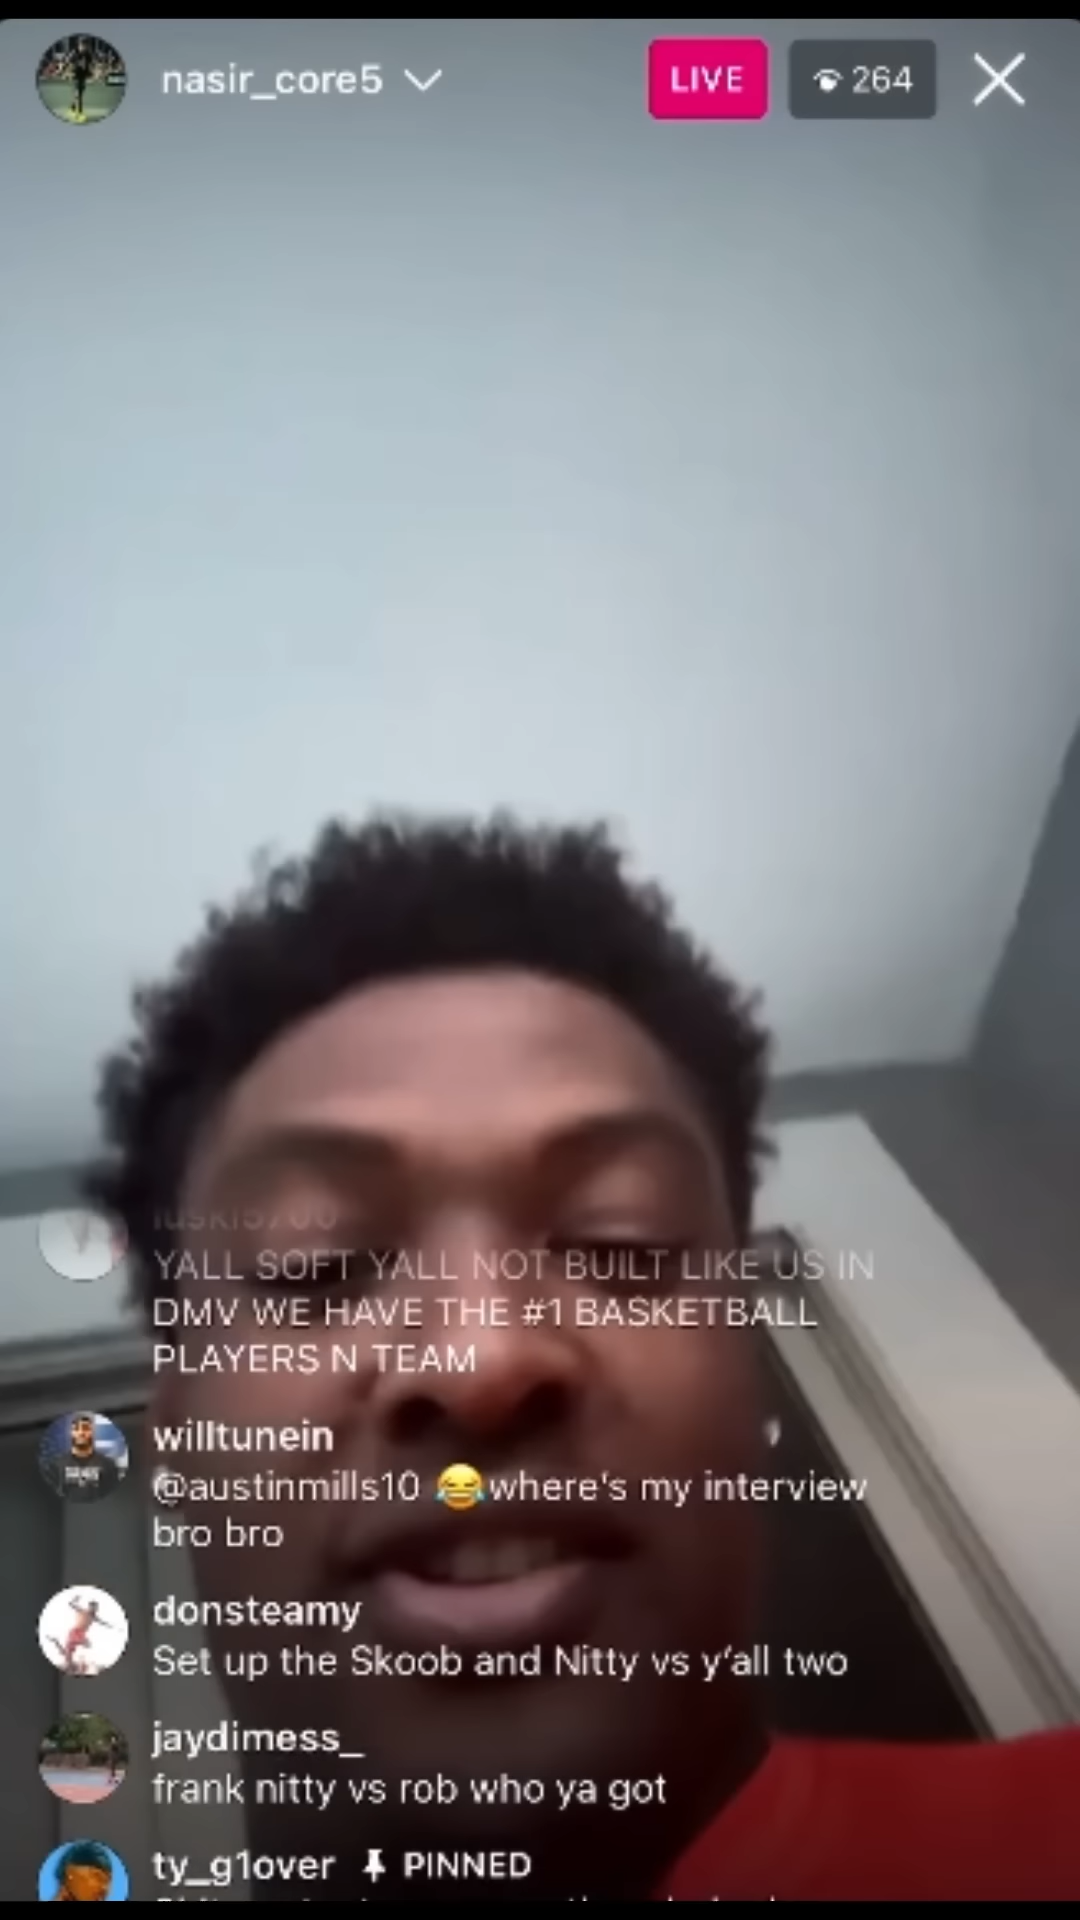 nasir_core5
LIVE
264
YALL SOFT YALL NOT BUILT LIKE US IN
DMV WE HAVE THE #1 BASKETBALL
PLAYERS N TEAM
willtunein
@austinmills10 😂where's my interview
bro bro
donsteamy
Set up the Skoob and Nitty vs y'all two
jaydimess_
frank nitty vs rob who ya got
ty_g1over PINNED